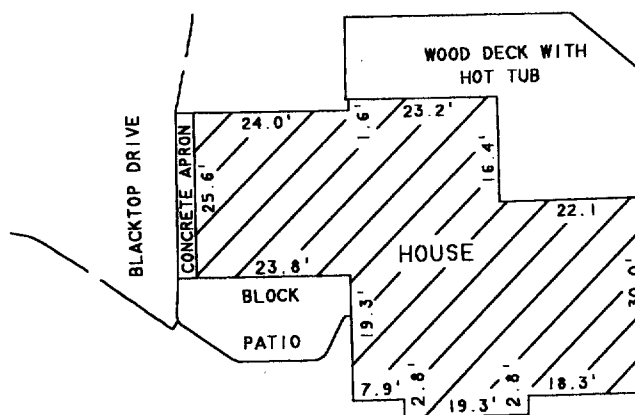 WOOD DECK WITH
HOT TUB
24.0'
1.6'
23.2'
BLACKTOP DRIVE
CONCRETE APRON
25.6'
16.4'
22.1
HOUSE
23.8'
BLOCK
PATIO
19.3'
30.0'
7.9'
2.8'
19.3'
2.8'
18.3'